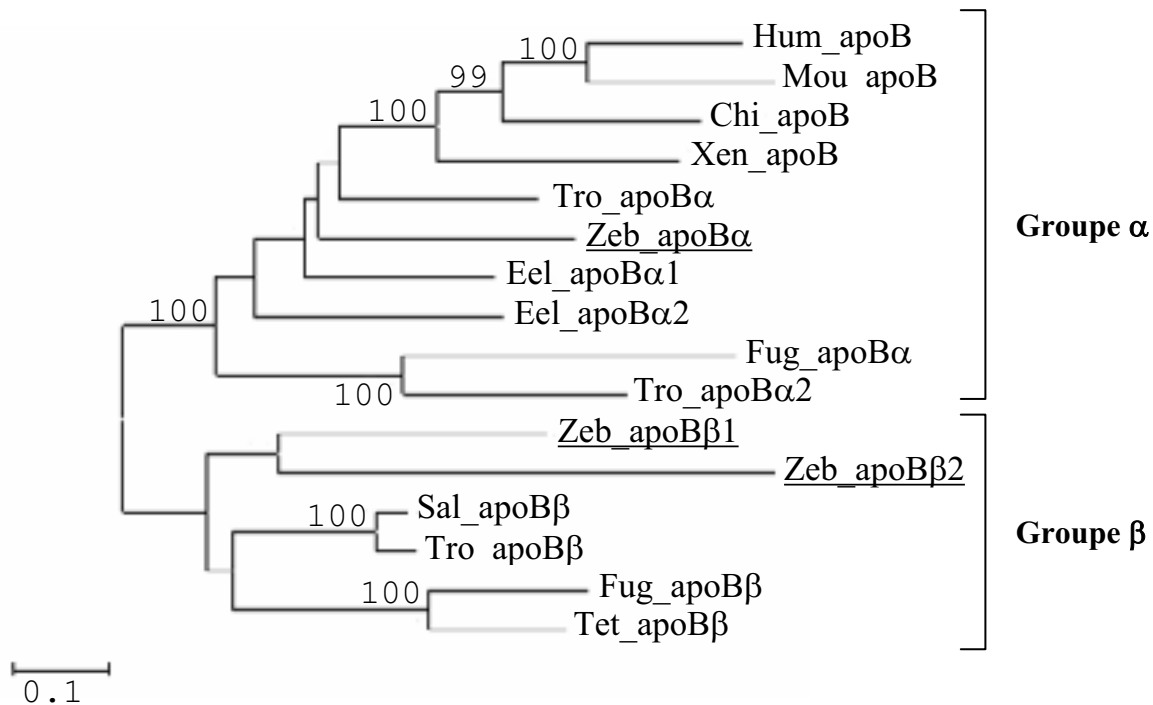 Hum_apoB
100
Mou apoB
99
Chi_apoB
100
Xen_apoB
Tro_apoBα
Zeb_apoBα
Groupe α
Eel_apoBα1
100
Eel_apoBα2
Fug_apoBα
100
Tro_apoBα2
Zeb_apoBβ1
Zeb_apoBβ2
Sal_apoBβ
100
Groupe β
Tro apoBβ
100
Fug_apoBβ
Tet_apoBβ
0.1